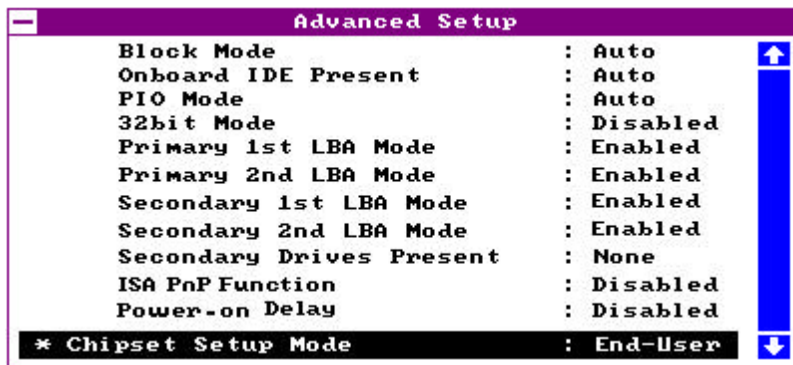 Advanced Setup
Block Mode : Auto
Onboard IDE Present : Auto
PIO Mode : Auto
32bit Mode : Disabled
Primary 1st LBA Mode : Enabled
Primary 2nd LBA Mode : Enabled
Secondary 1st LBA Mode : Enabled
Secondary 2nd LBA Mode : Enabled
Secondary Drives Present : None
ISA PnP Function : Disabled
Power-on Delay : Disabled
* Chipset Setup Mode : End-User